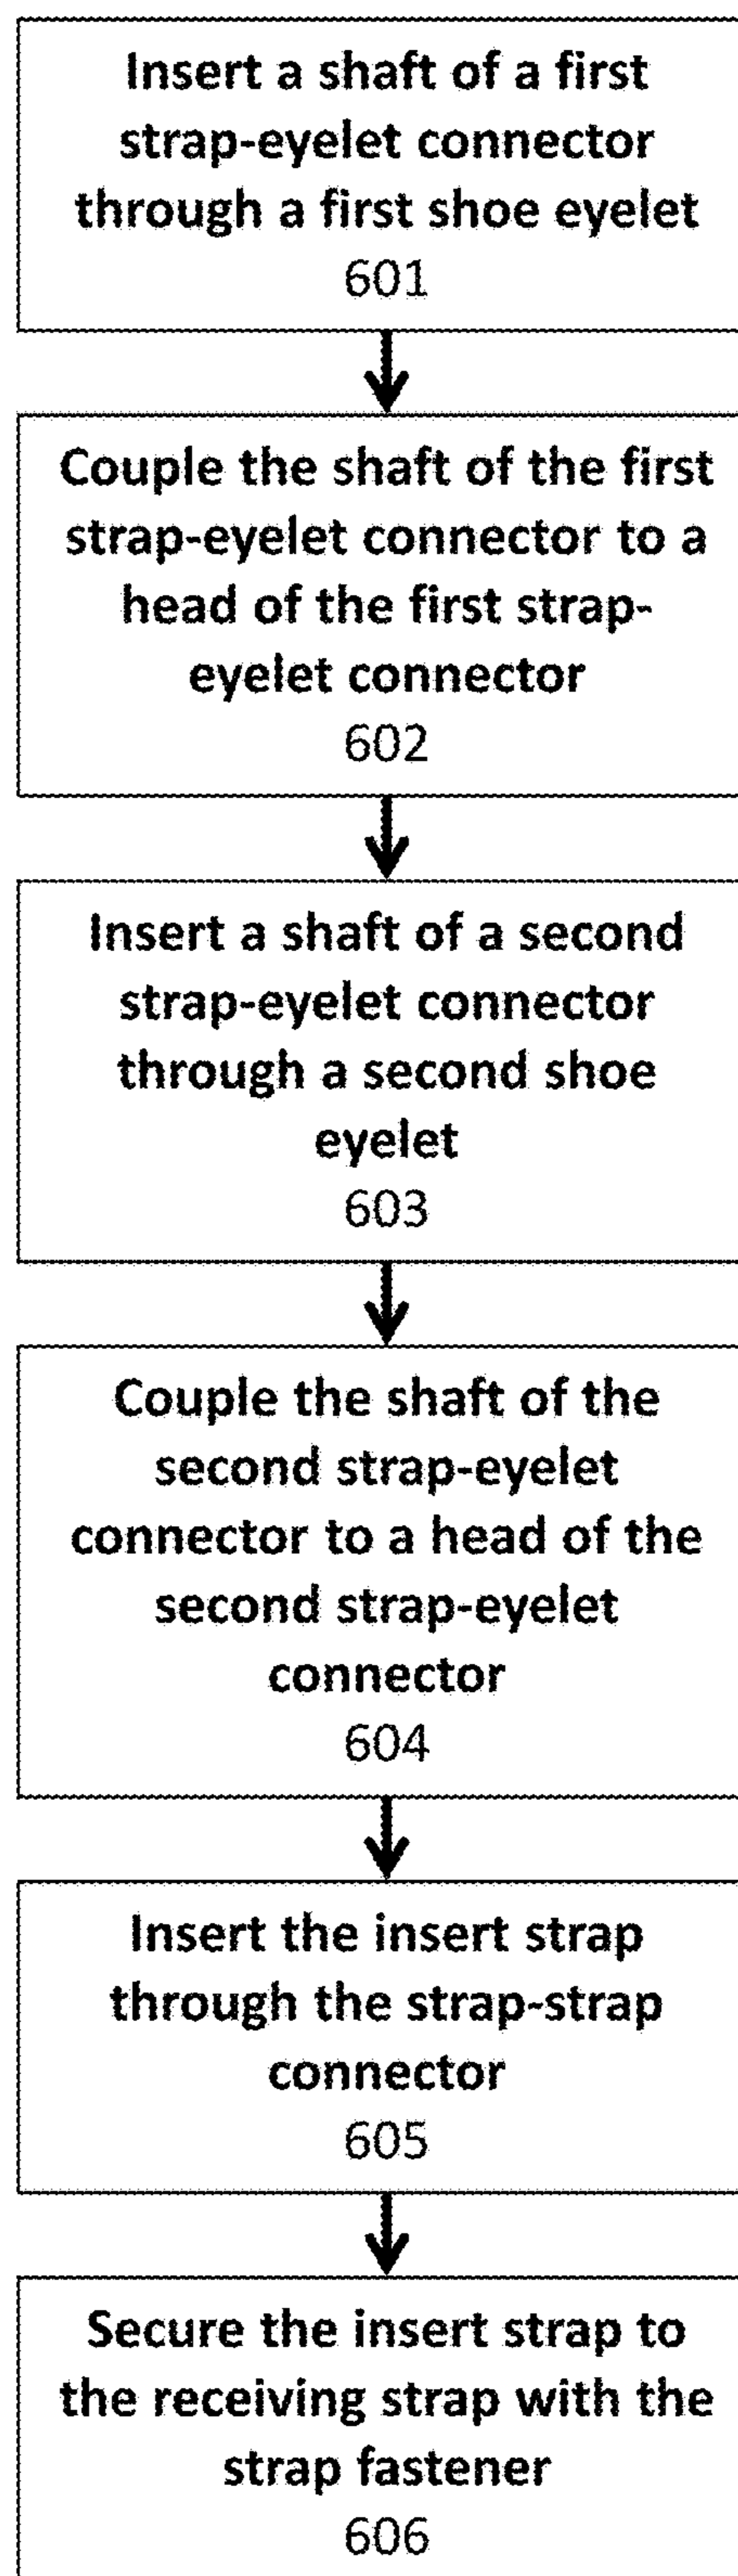 Insert a shaft of a first
strap-eyelet connector
through a first shoe eyelet
601
Couple the shaft of the first
strap-eyelet connector to a
head of the first strap-
eyelet connector
602
Insert a shaft of a second
strap-eyelet connector
through a second shoe
eyelet
603
Couple the shaft of the
second strap-eyelet
connector to a head of the
second strap-eyelet
connector
604
Insert the insert strap
through the strap-strap
connector
605
Secure the insert strap to
the receiving strap with the
strap fastener
606